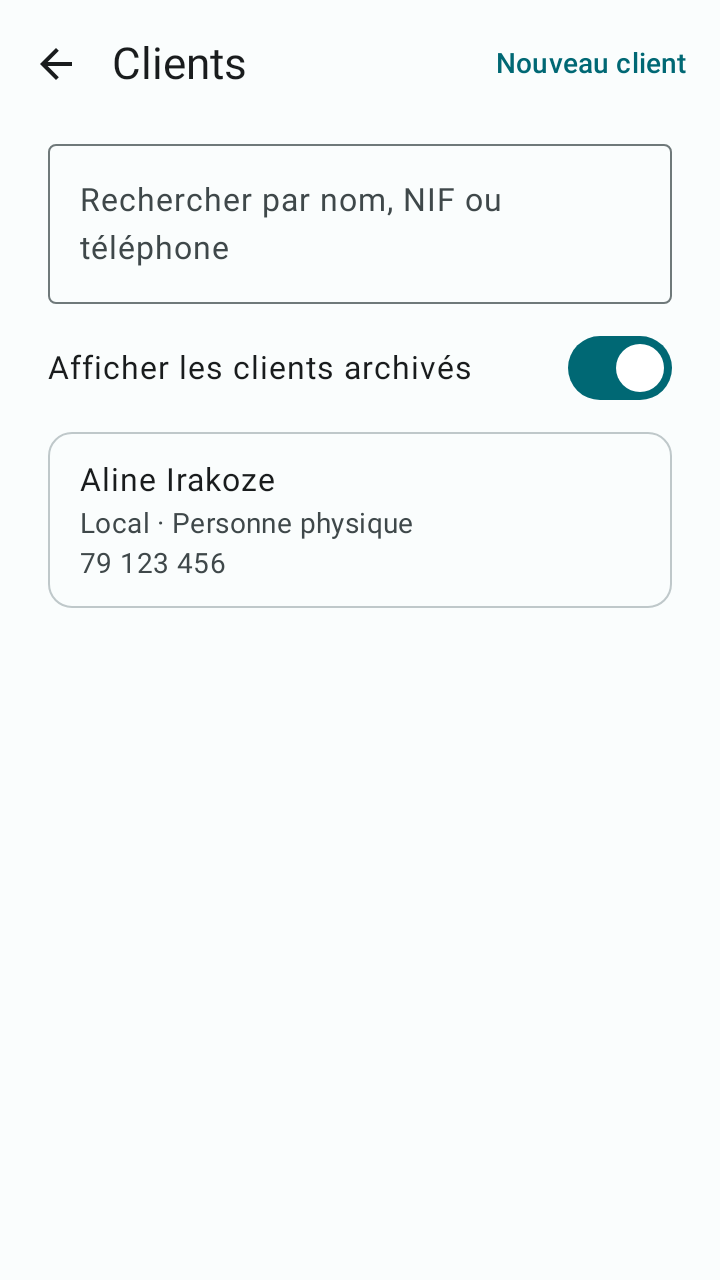 Clients
Nouveau client
Rechercher par nom, NIF ou
téléphone
Afficher les clients archivés
Aline Irakoze
Local · Personne physique
79 123 456